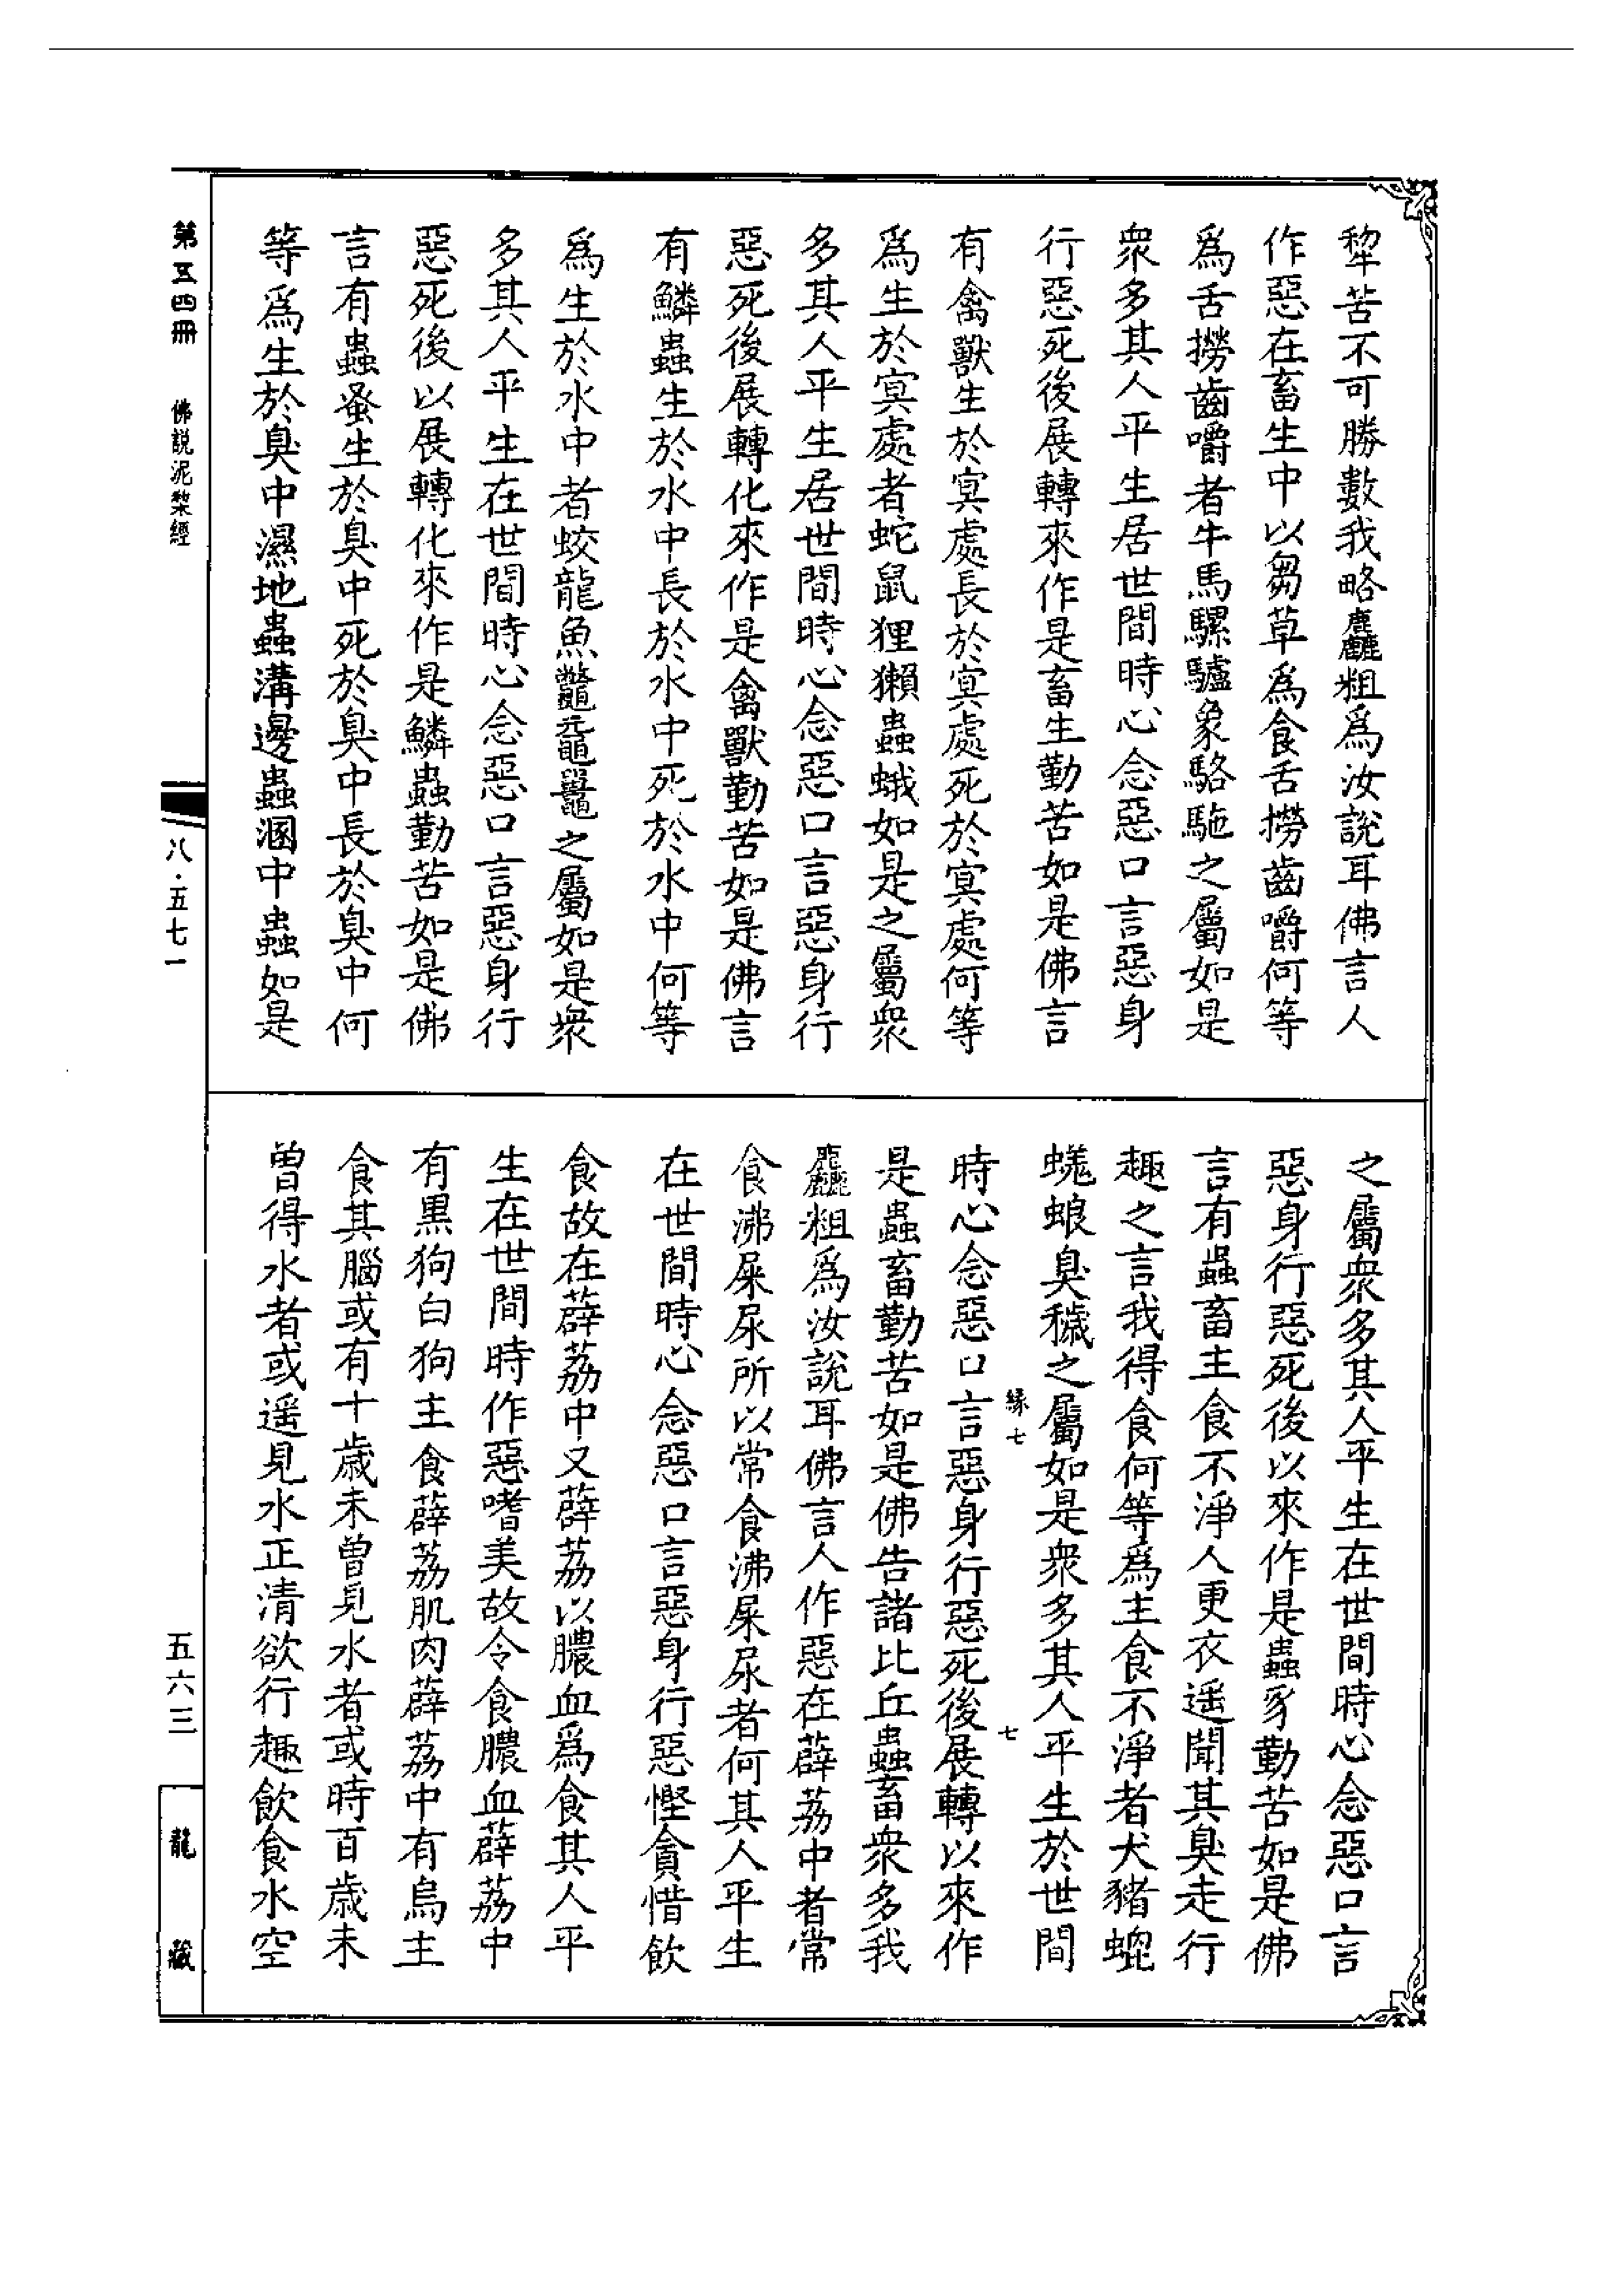 犂苦不可勝數我略麤粗爲汝說耳佛言人
作惡在畜生中以芻草爲食舌撈齒嚼何等
爲舌撈齒嚼者牛馬騾驢象駱駞之屬如是
衆多其人平生居世間時心念惡口言惡身
行惡死後展轉來作是畜生勤苦如是佛言
有禽獸生於冥處長於冥處死於冥處何等
爲生於冥處者蛇鼠狸獺蟲蛾如是之屬衆
多其人平生居世間時心念惡口言惡身行
惡死後展轉化來作是禽獸勤苦如是佛言
有鱗蟲生於水中長於水中死於水中何等
爲生於水中者蛟龍魚鼈黿鼉之屬如是衆
多其人平生在世間時心念惡口言惡身行
惡死後以展轉化來作是鱗蟲勤苦如是佛
言有蟲蚤生於臭中死於臭中長於臭中何
等爲生於臭中濕地蟲溝邊蟲溷中蟲如是
之屬衆多其人平生在世間時心念惡口言
惡身行惡死後以來作是蟲豸勤苦如是佛
言有蟲畜主食不淨人更衣遥聞其臭走行
趣之言我得食何等爲主食不淨者犬豬蜣
蜋臭穢之屬如是衆多其人平生於世間
時心念惡口言惡身行惡死後展轉以來作
緣七
七
是蟲畜勤苦如是佛告諸比丘蟲畜衆多我
麤粗爲汝說耳佛言人作惡在薜荔中者常
食沸屎尿所以常食沸屎尿者何其人平生
在世間時心念惡口言惡身行惡慳貪惜飲
食故在薜荔中又薜荔以膿血爲食其人平
生在世間時作惡嗜美故令食膿血薜荔中
有黒狗白狗主食薜荔肌肉薜荔中有烏主
食其腦或有十歲未曽見水者或時百歲未
曽得水者或遥見水正清欲行趣飲食水空
第五四冊
佛說泥犂經
八·五七一
五六三
龍藏